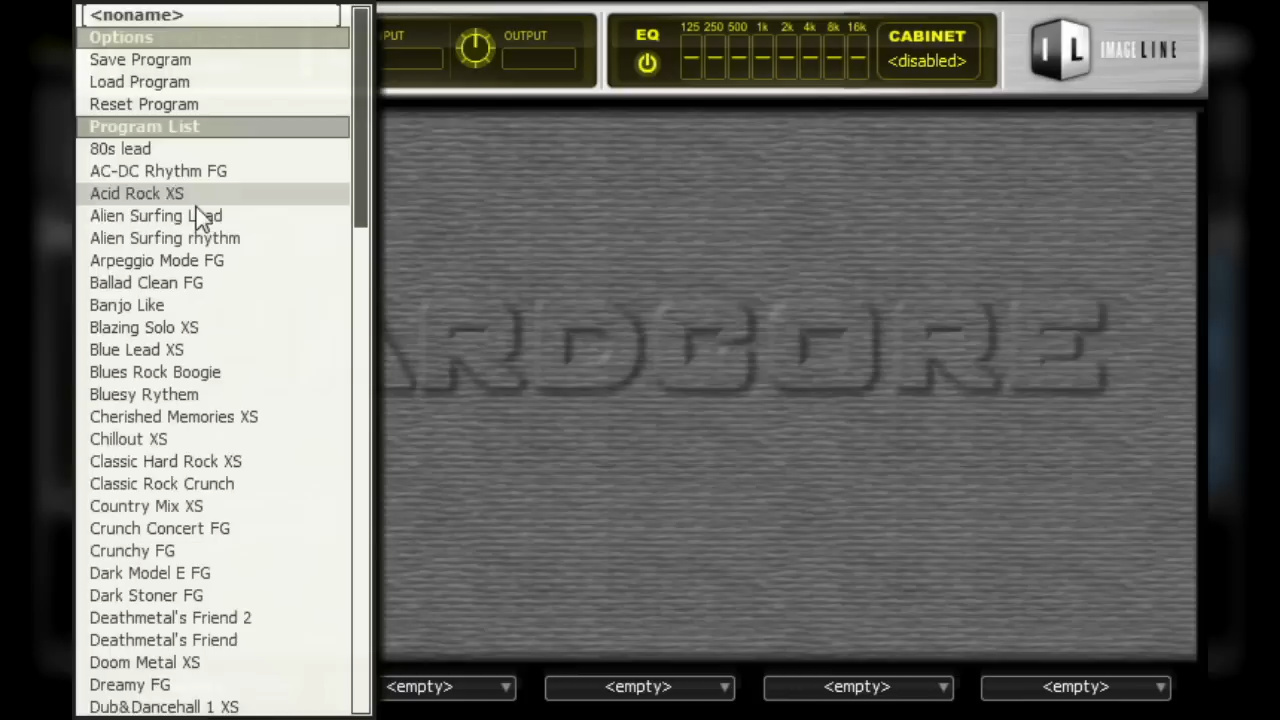 <noname>
Options
Save Program
Load Program
Reset Program
Program List
80s lead
AC-DC Rhythm FG
Acid Rock XS
Alien Surfing Lead
Alien Surfing rhythm
Arpeggio Mode FG
Ballad Clean FG
Banjo Like
Blazing Solo XS
Blue Lead XS
Blues Rock Boogie
Bluesy Rythem
Cherished Memories XS
Chillout XS
Classic Hard Rock XS
Classic Rock Crunch
Country Mix XS
Crunch Concert FG
Crunchy FG
Dark Model E FG
Dark Stoner FG
Deathmetal's Friend 2
Deathmetal's Friend
Doom Metal XS
Dreamy FG
Dub&Dancehall 1 XS
PUT
OUTPUT
EQ
125 250 500 1k 2k 4k 8k 16k
CABINET
<disabled>
IL
IMAGELINE
ARDCORE
<empty>
<empty>
<empty>
<empty>